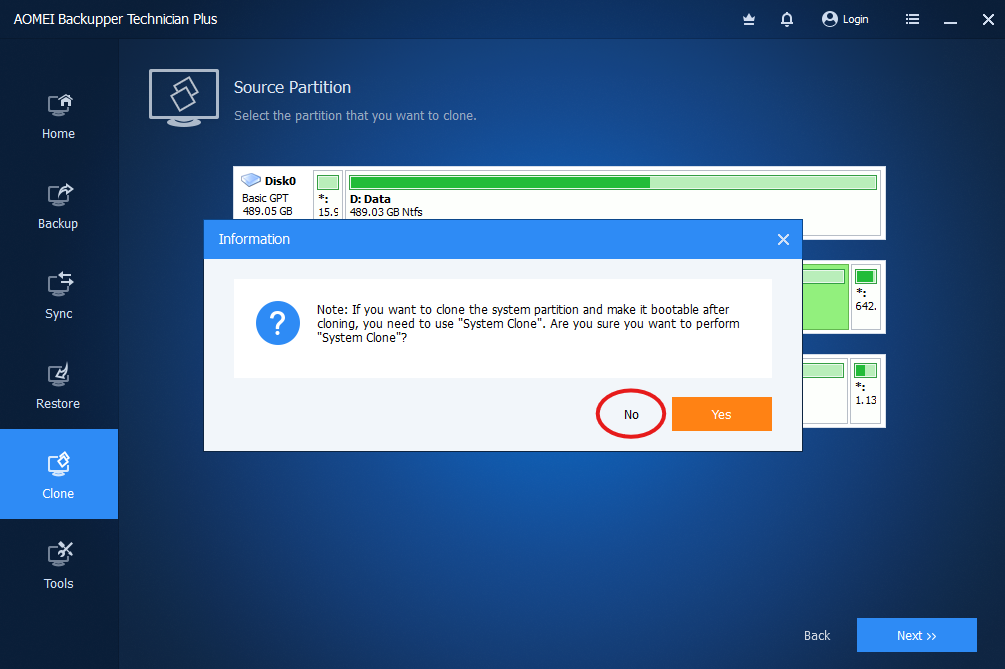 AOMEI Backupper Technician Plus
Login
Home
Backup
Sync
Restore
Clone
Tools
Source Partition
Select the partition that you want to clone.
Disk0
Basic GPT
489.05 GB
*:
15.9
D: Data
489.03 GB Ntfs
Information
Note: If you want to clone the system partition and make it bootable after
cloning, you need to use "System Clone". Are you sure you want to perform
"System Clone"?
No
Yes
*:
642.
*:
1.13
Back
Next >>